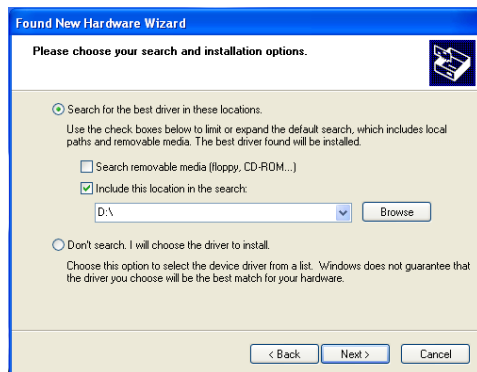 Found New Hardware Wizard
Please choose your search and installation options.
Search for the best driver in these locations.
Use the check boxes below to limit or expand the default search, which includes local
paths and removable media. The best driver found will be installed.
Search removable media (floppy, CD-ROM...)
Include this location in the search:
D:\
Browse
Don't search. I will choose the driver to install.
Choose this option to select the device driver from a list. Windows does not guarantee that
the driver you choose will be the best match for your hardware.
< Back
Next >
Cancel